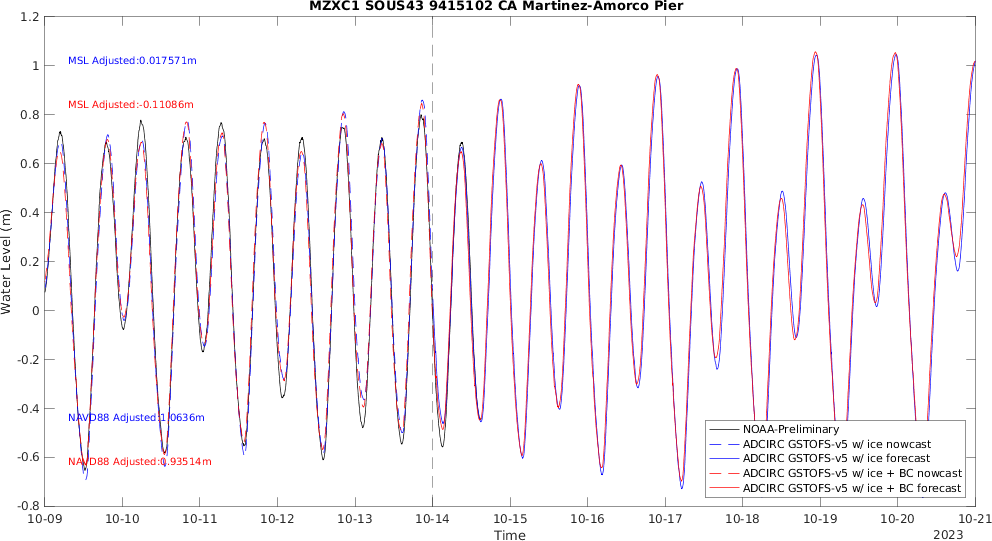 MZXC1 SOUS43 9415102 CA Martinez-Amorco Pier
1.2
1
0.8
0.6
0.4
0.2
0
-0.2
-0.4
-0.6
-0.8
Water Level (m)
MSL Adjusted:0.017571m
MSL Adjusted:-0.11086m
NAVD88 Adjusted:1.0636m
NAVD88 Adjusted:0.93514m
NOAA-Preliminary
ADCIRC GSTOFS-v5 w/ ice nowcast
ADCIRC GSTOFS-v5 w/ ice forecast
ADCIRC GSTOFS-v5 w/ ice + BC nowcast
ADCIRC GSTOFS-v5 w/ ice + BC forecast
10-09 10-10 10-11 10-12 10-13 10-14 10-15 10-16 10-17 10-18 10-19 10-20 10-21
Time
2023